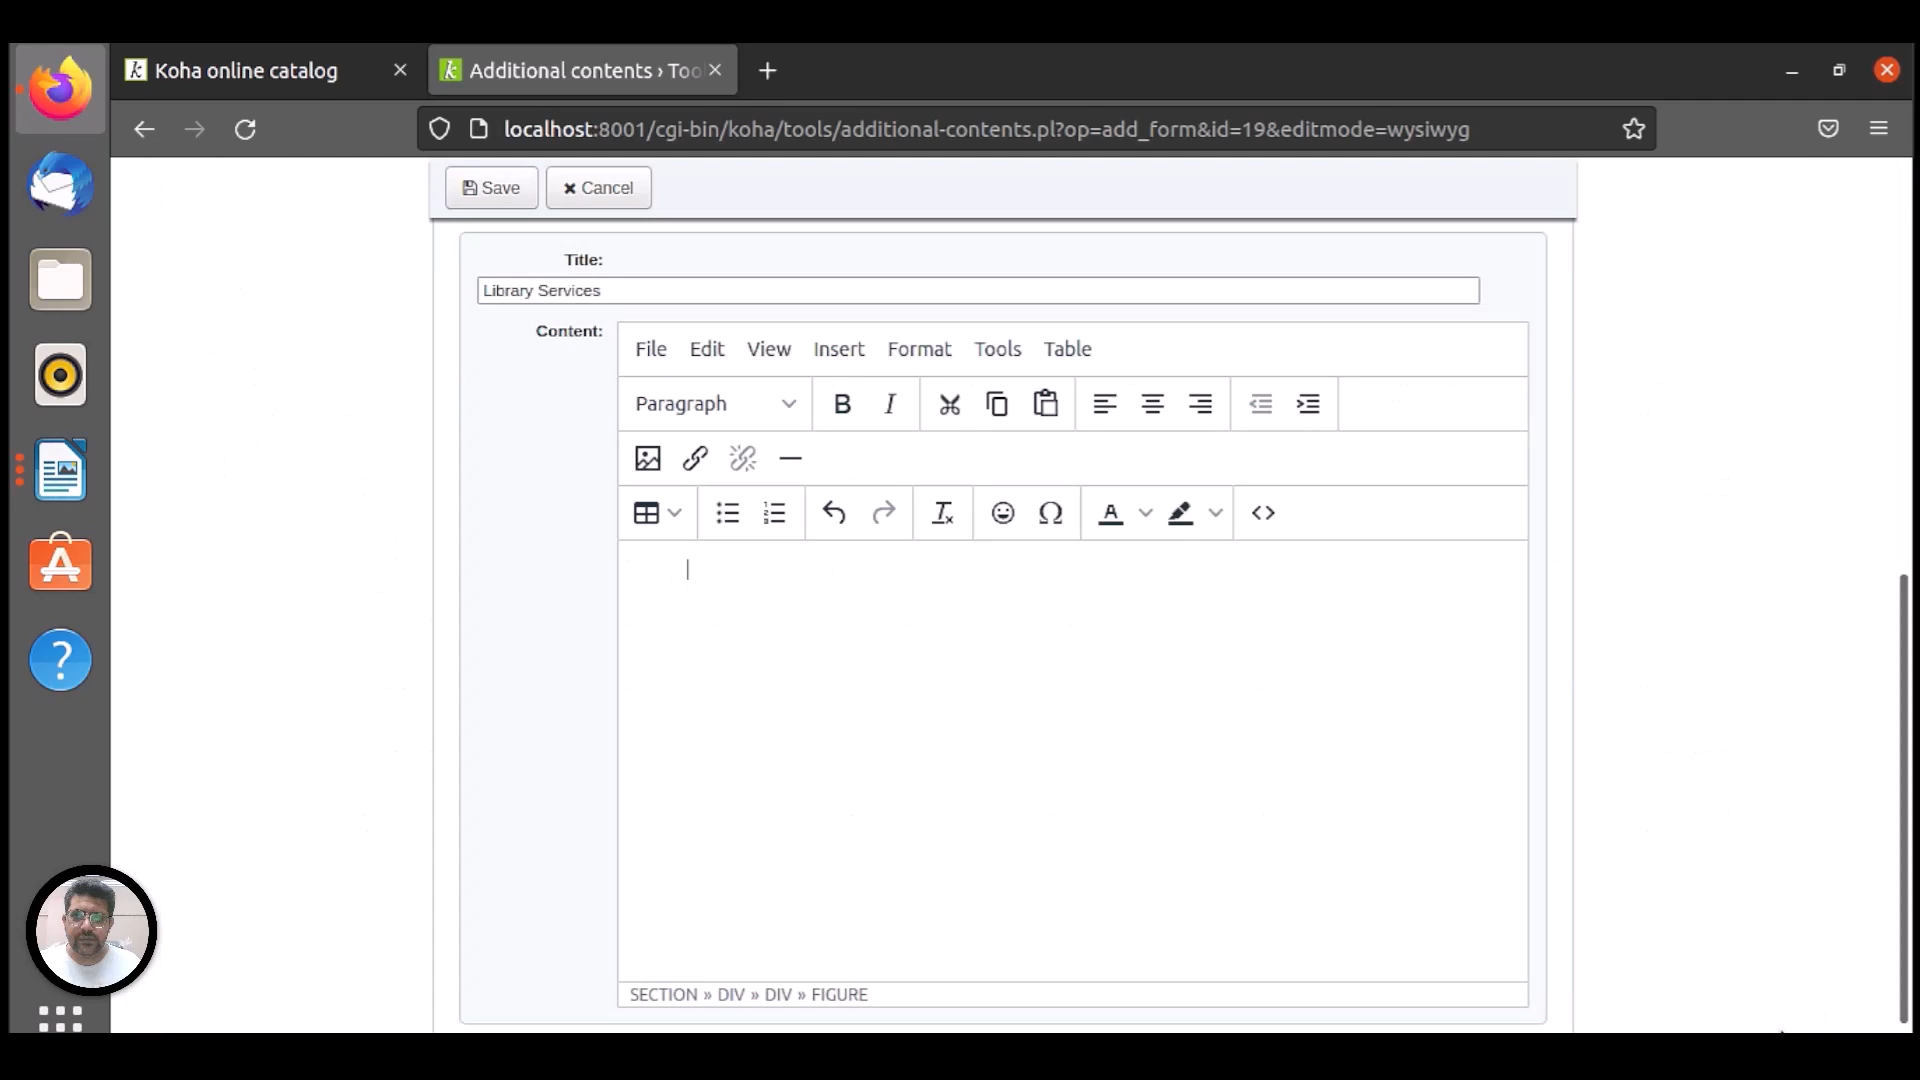 Koha online catalog
Additional contents › Too
localhost:8001/cgi-bin/koha/tools/additional-contents.pl?op=add_form&id=19&editmode=wysiwyg
Save Cancel
Title:
Library Services
Content:
File Edit View Insert Format Tools Table
Paragraph
SECTION » DIV » DIV » FIGURE